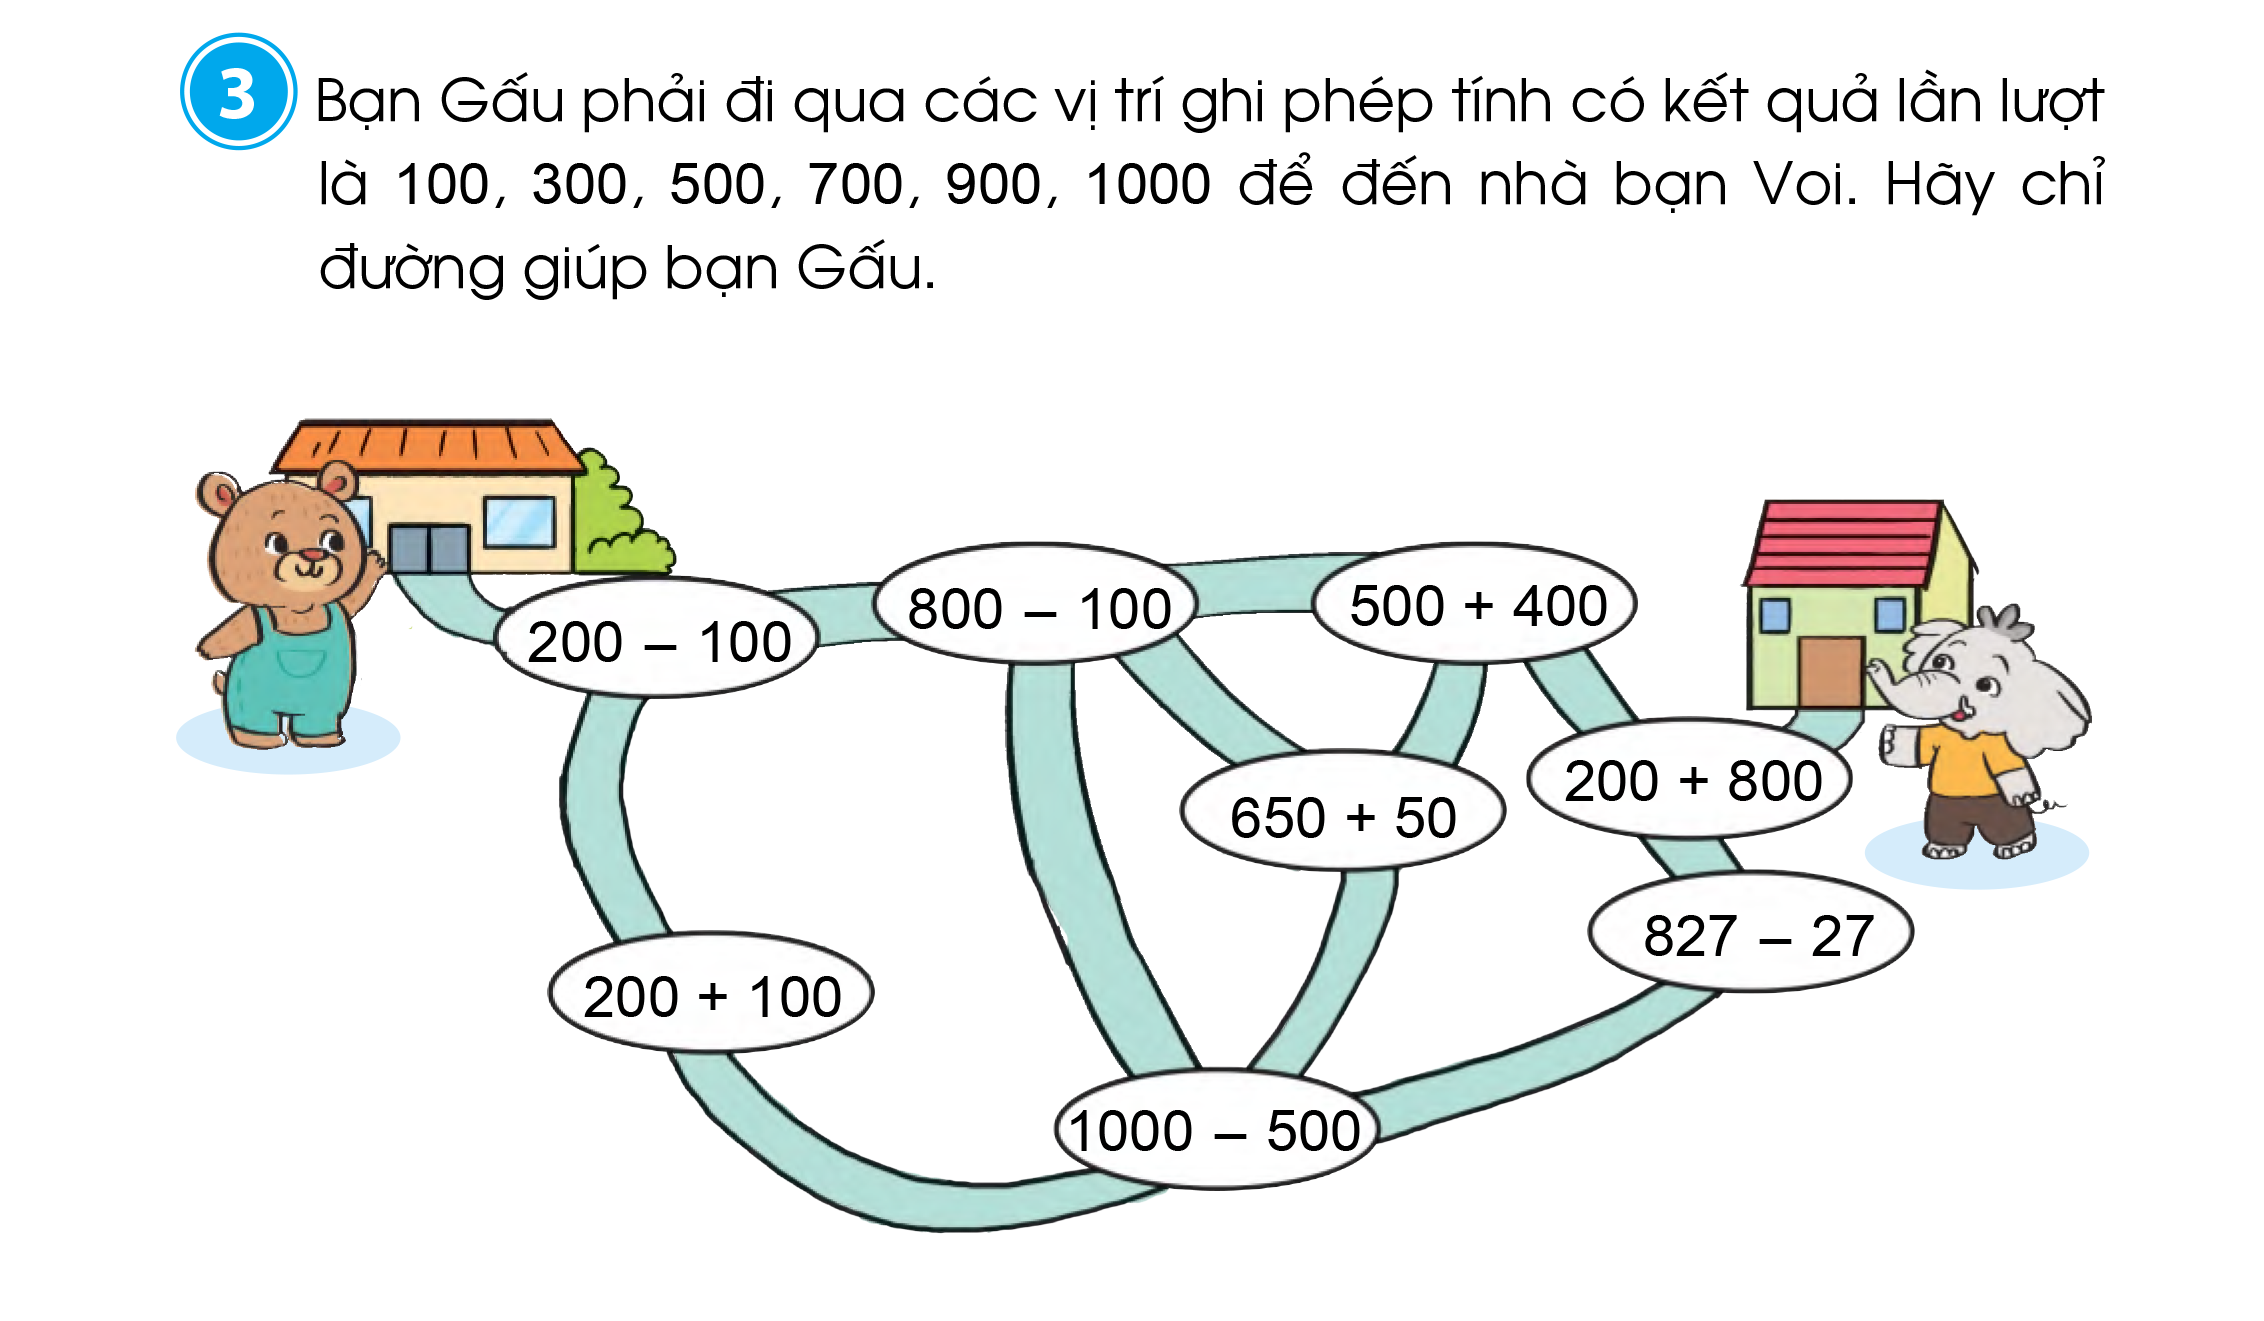 3
Bạn Gấu phải đi qua các vị trí ghi phép tính có kết quả lần lượt
là 100, 300, 500, 700, 900, 1000 để đến nhà bạn Voi. Hãy chỉ
đường giúp bạn Gấu.
200 – 100
800 – 100
500 + 400
650 + 50
200 + 800
827 – 27
200 + 100
1000 – 500